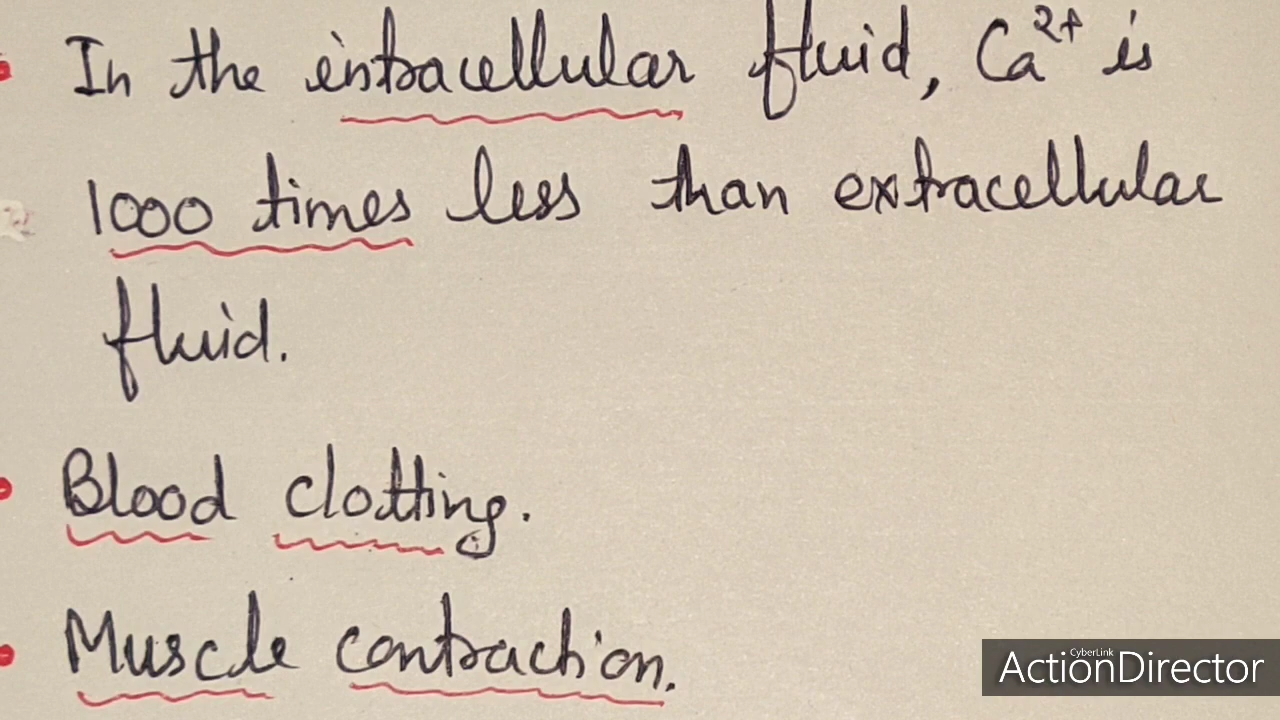 In the intracellular fluid, Ca²⁺ is
1000 times less than extracellular
fluid.
Blood clotting.
Muscle contraction.
CyberLink
ActionDirector